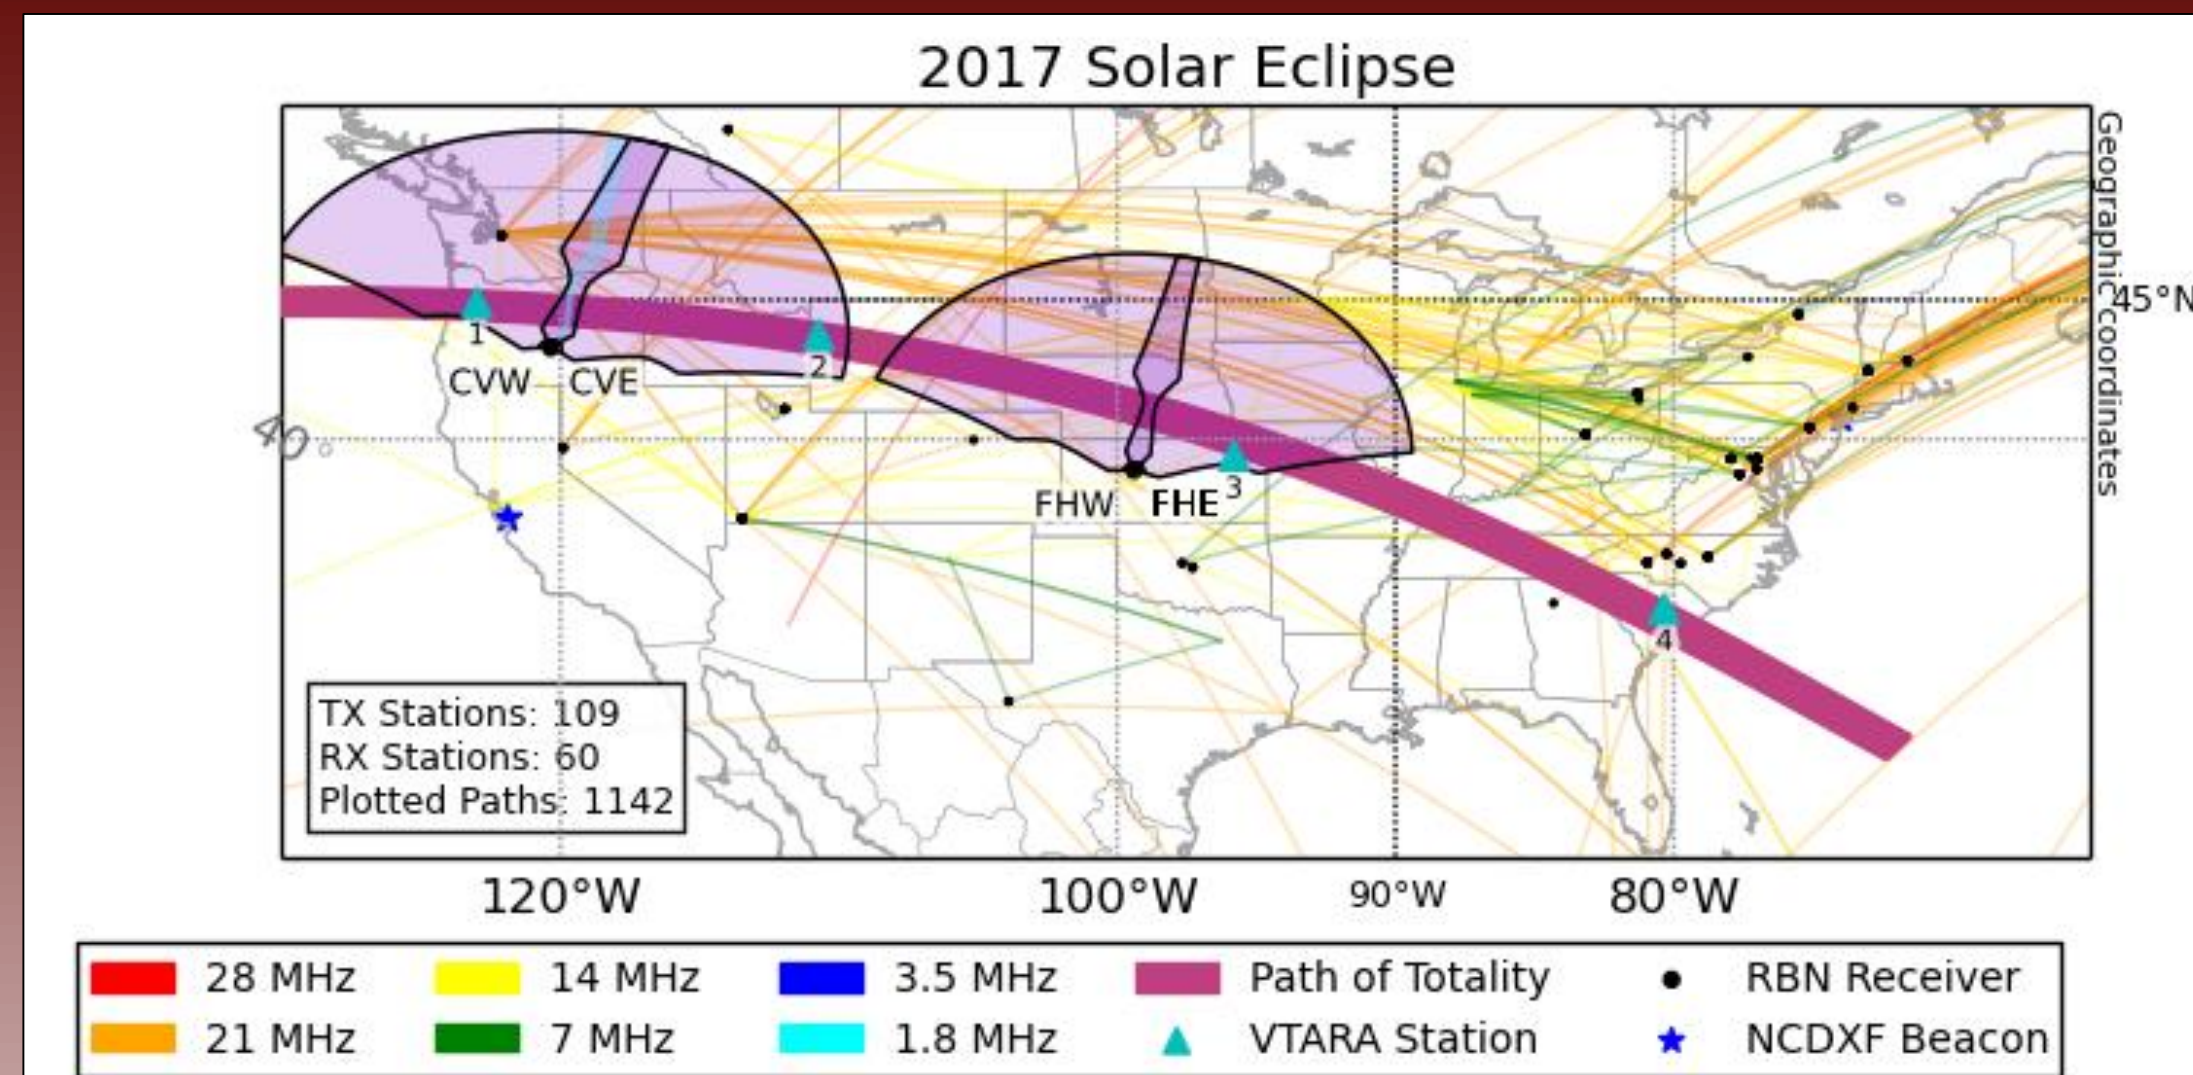 2017 Solar Eclipse
Geographic coordinates
45°N
40°
1
2
CVW
CVE
FHW
FHE
3
4
TX Stations: 109
RX Stations: 60
Plotted Paths: 1142
120°W
100°W
90°W
80°W
28 MHz
14 MHz
3.5 MHz
Path of Totality
RBN Receiver
21 MHz
7 MHz
1.8 MHz
VTARA Station
NCDXF Beacon